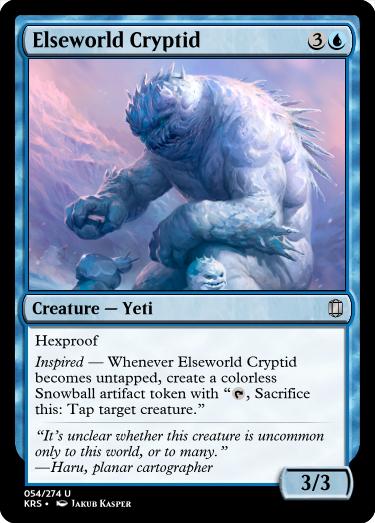 Elseworld Cryptid 3
Creature — Yeti
Hexproof
Inspired — Whenever Elseworld Cryptid
becomes untapped, create a colorless
Snowball artifact token with “, Sacrifice
this: Tap target creature.”
“It’s unclear whether this creature is uncommon
only to this world, or to many.”
—Haru, planar cartographer
3/3
054/274 U
KRS • Jakub Kasper